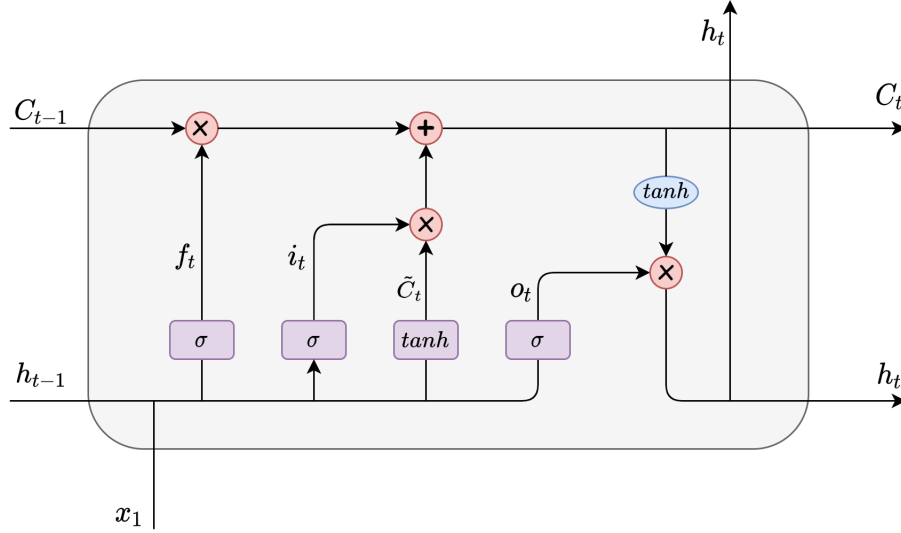 h_t
C_{t-1}
C_t
×
+
tanh
×
f_t
i_t
C̃_t
o_t
×
σ
σ
tanh
σ
h_{t-1}
h_t
x_1